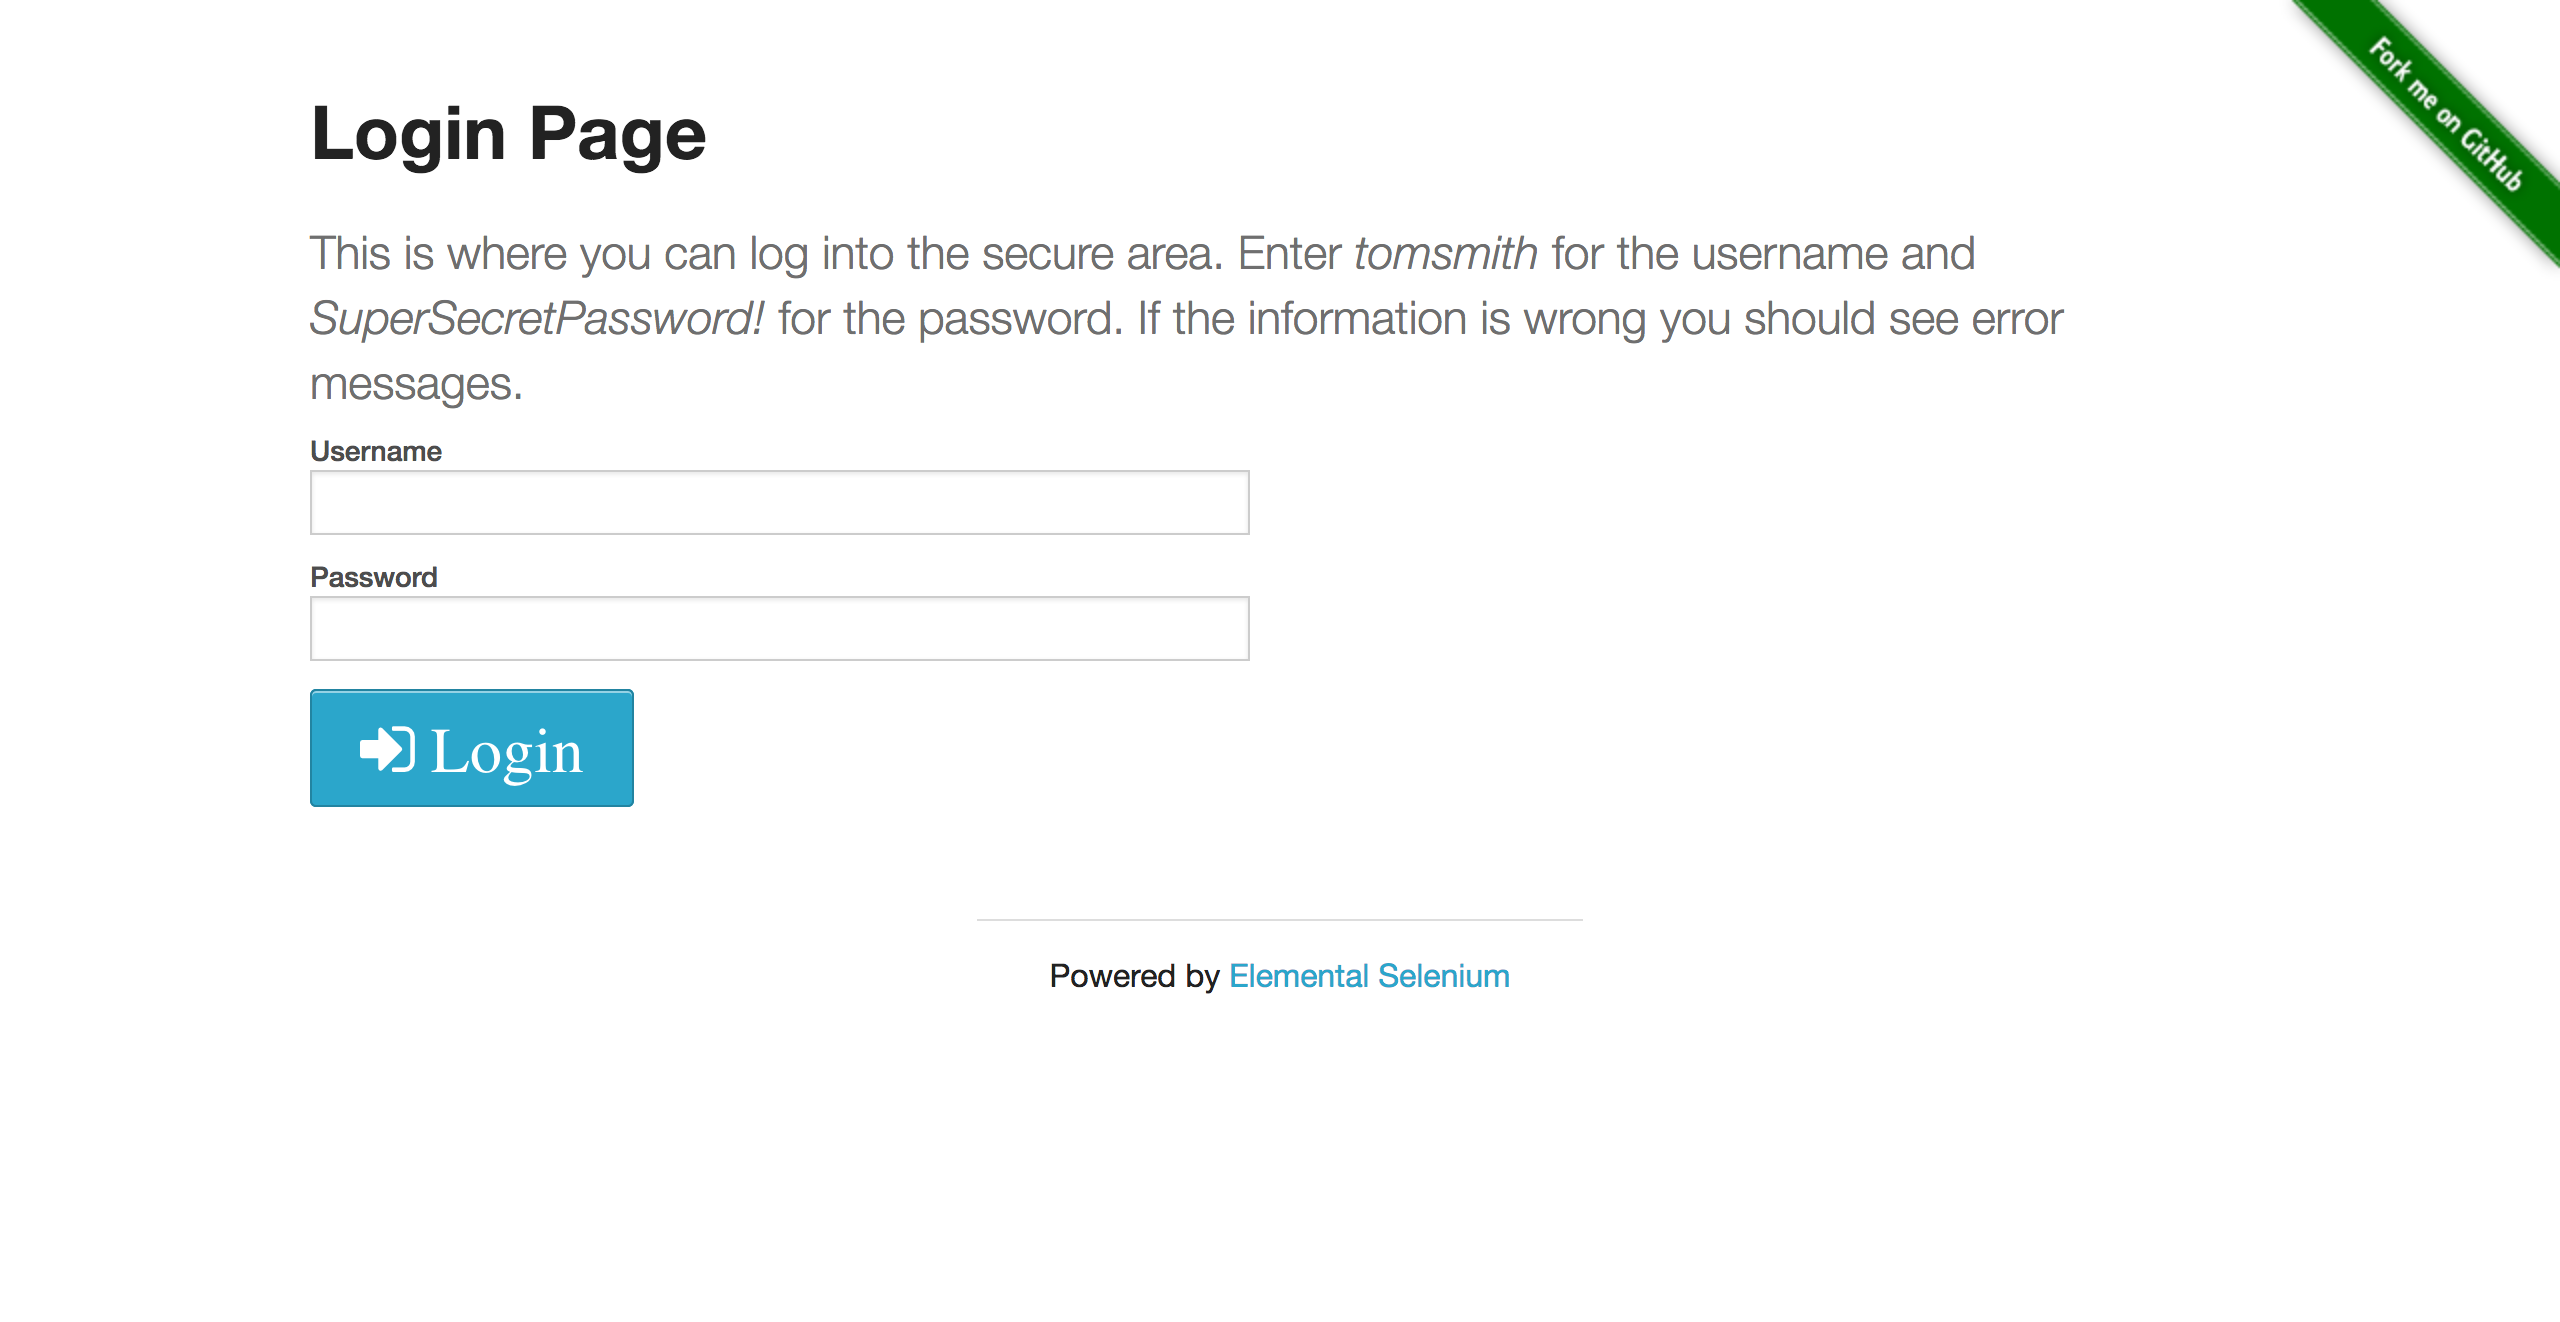 Fork me on GitHub
Login Page
This is where you can log into the secure area. Enter tomsmith for the username and
SuperSecretPassword! for the password. If the information is wrong you should see error
messages.
Username
Password
Login
Powered by Elemental Selenium